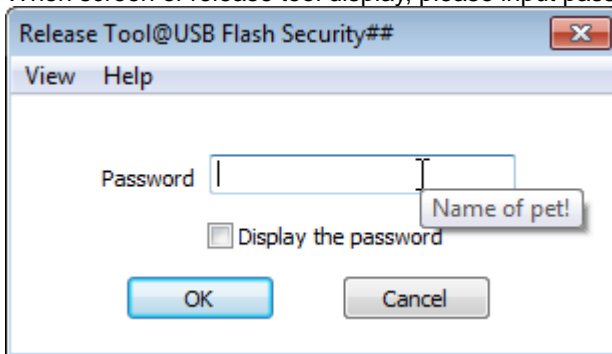 When screen of release tool display, please input pas
Release Tool@USB Flash Security##
View Help
Password
Name of pet!
Display the password
OK Cancel